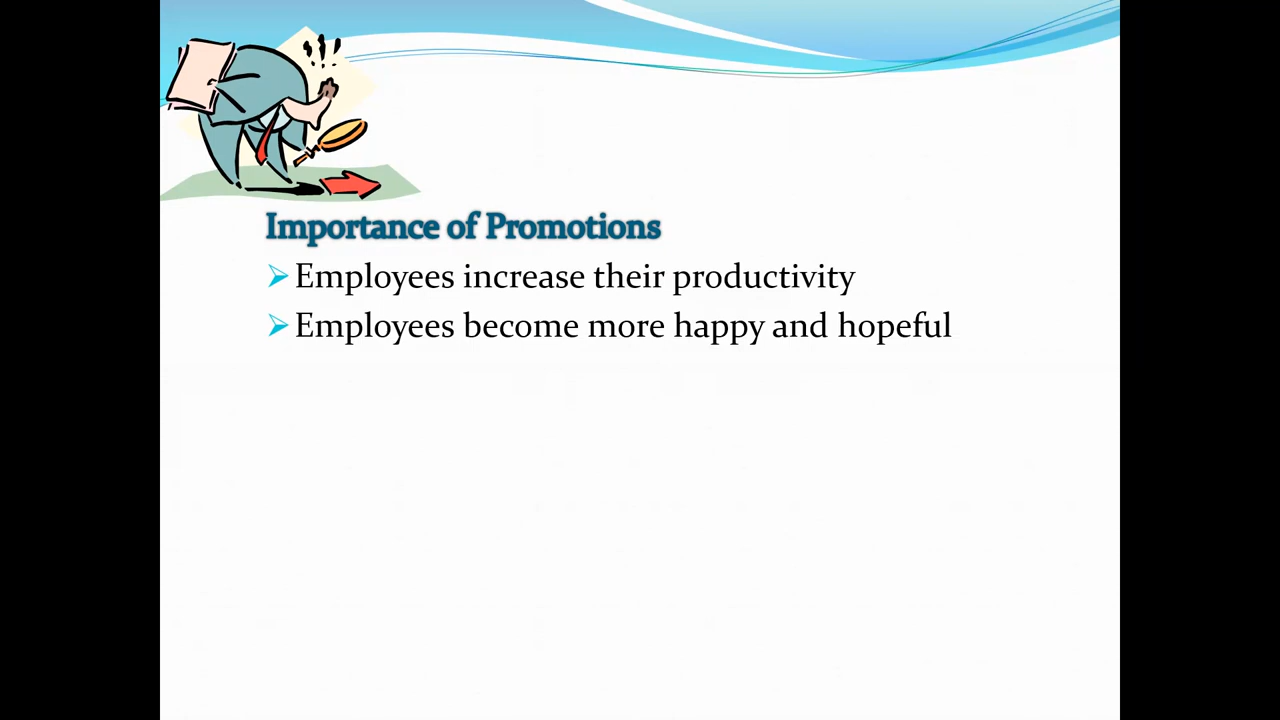 Importance of Promotions
Employees increase their productivity
Employees become more happy and hopeful